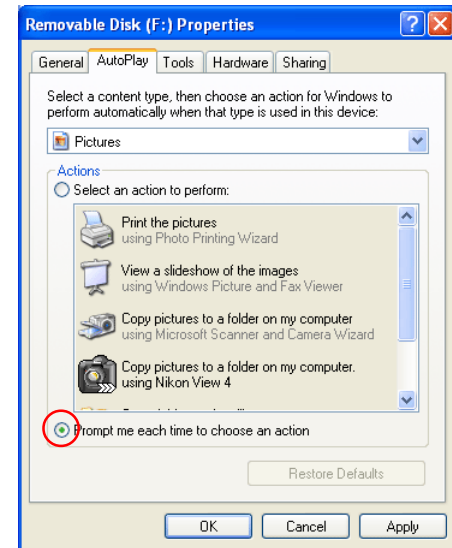 Removable Disk (F:) Properties
General AutoPlay Tools Hardware Sharing
Select a content type, then choose an action for Windows to
perform automatically when that type is used in this device:
Pictures
Actions
Select an action to perform:
Print the pictures
using Photo Printing Wizard
View a slideshow of the images
using Windows Picture and Fax Viewer
Copy pictures to a folder on my computer
using Microsoft Scanner and Camera Wizard
Copy pictures to a folder on my computer.
using Nikon View 4
Prompt me each time to choose an action
Restore Defaults
OK Cancel Apply